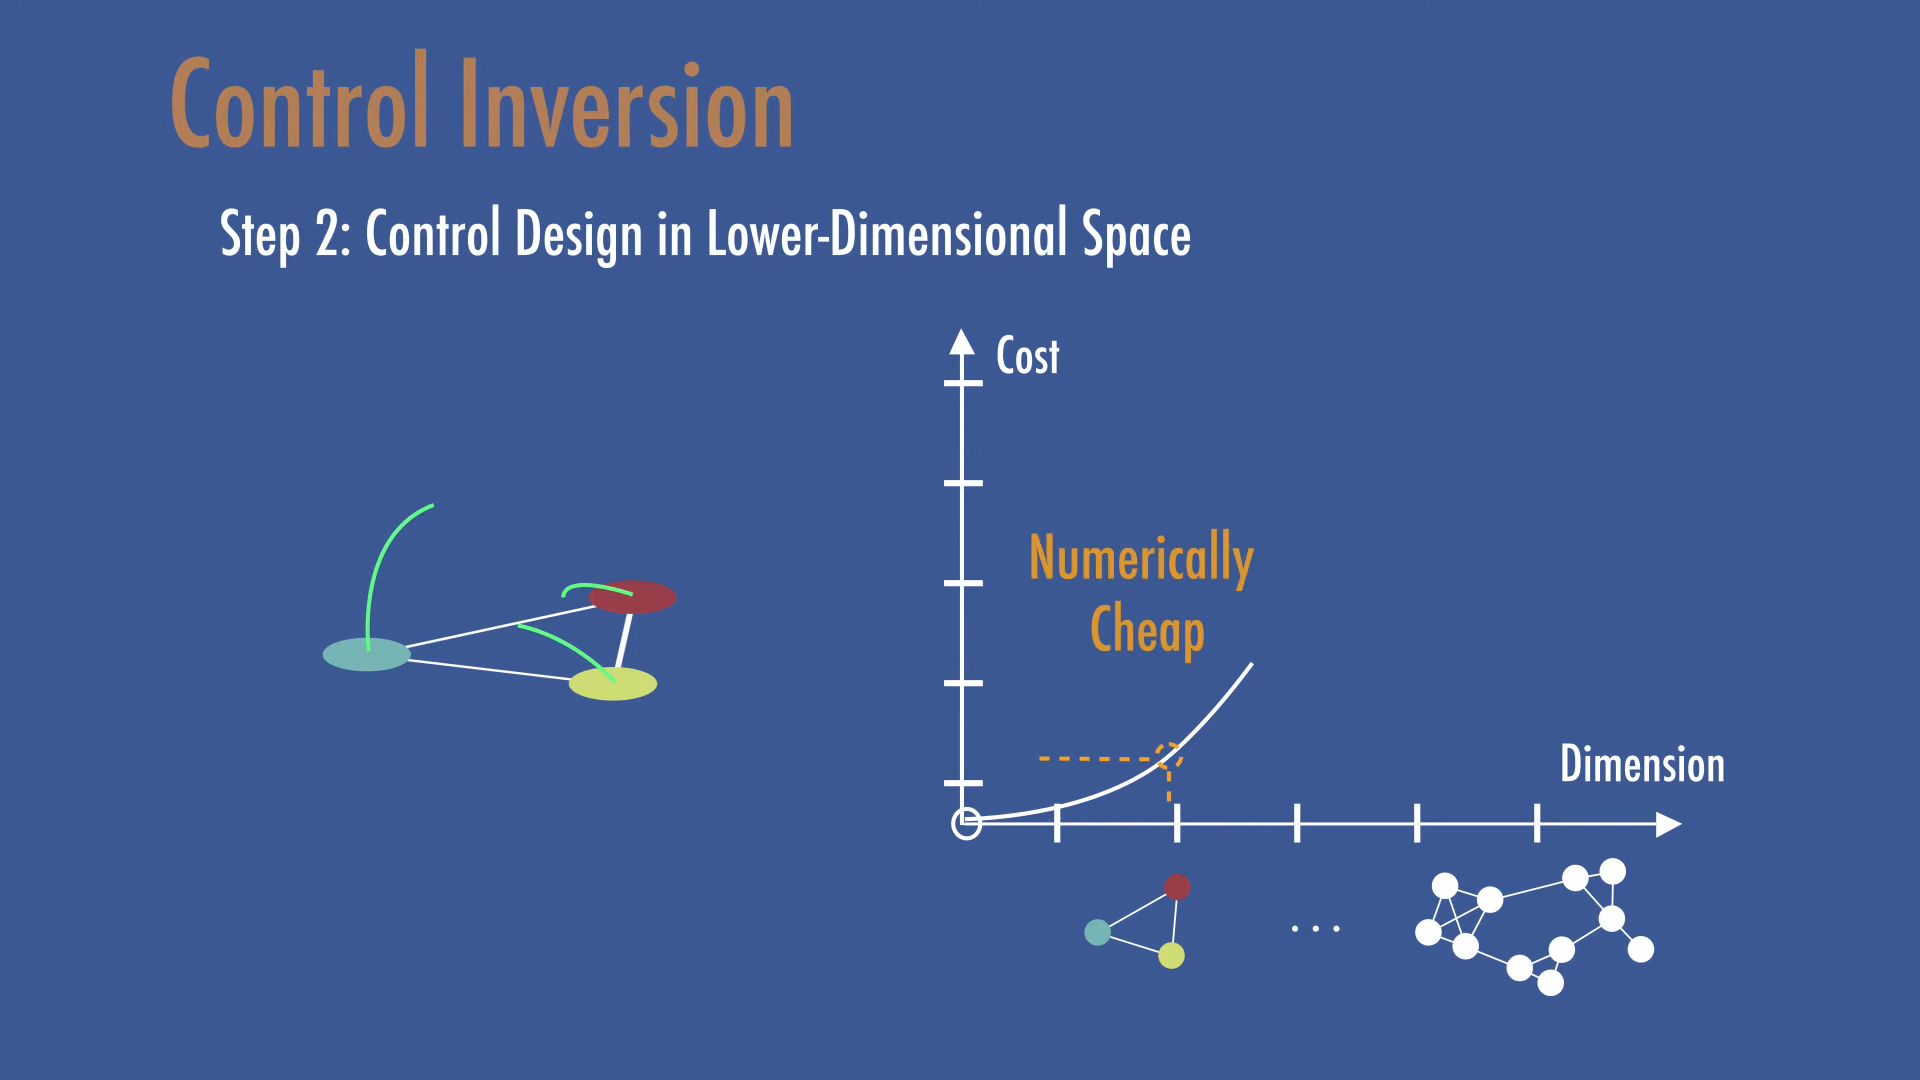 Control Inversion
Step 2: Control Design in Lower-Dimensional Space
Cost
Numerically
Cheap
Dimension
...